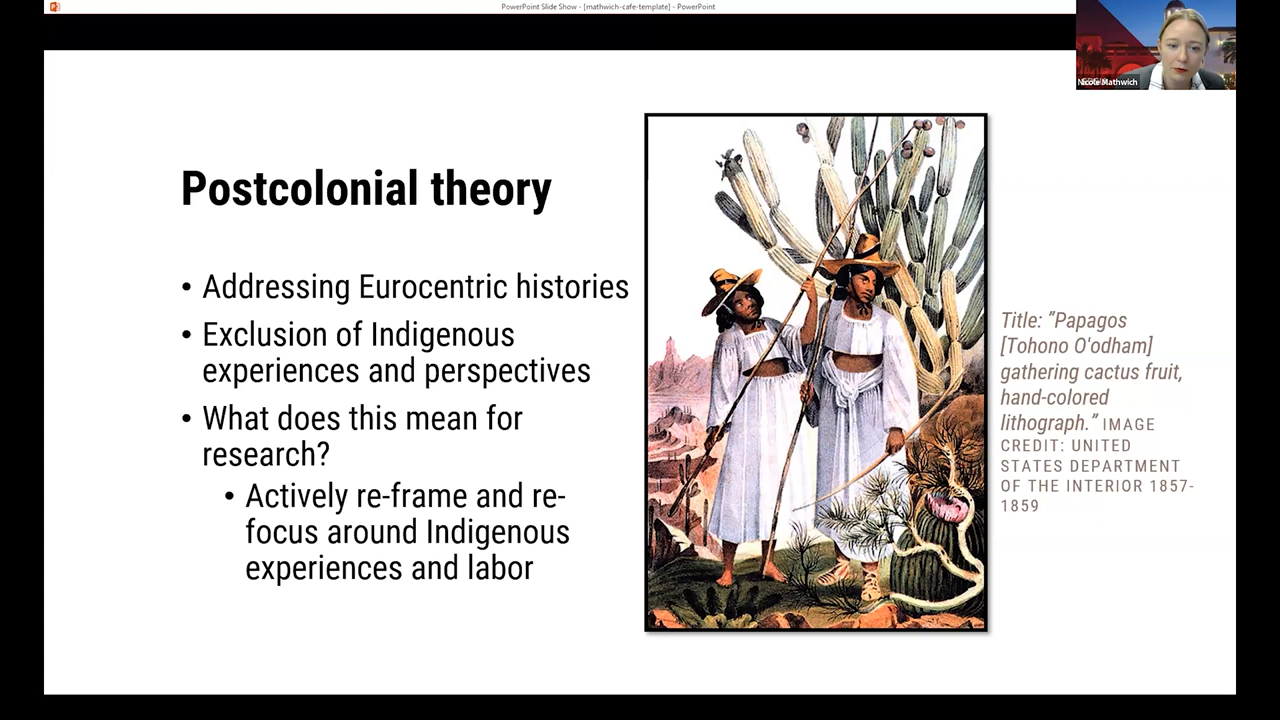 PowerPoint Slide Show - [mathwich-cafe-template] - PowerPoint
Nicole Mathwich
Postcolonial theory
• Addressing Eurocentric histories
• Exclusion of Indigenous
experiences and perspectives
• What does this mean for
research?
• Actively re-frame and re-
focus around Indigenous
experiences and labor
Title: ”Papagos
[Tohono O'odham]
gathering cactus fruit,
hand-colored
lithograph.” IMAGE
CREDIT: UNITED
STATES DEPARTMENT
OF THE INTERIOR 1857-
1859